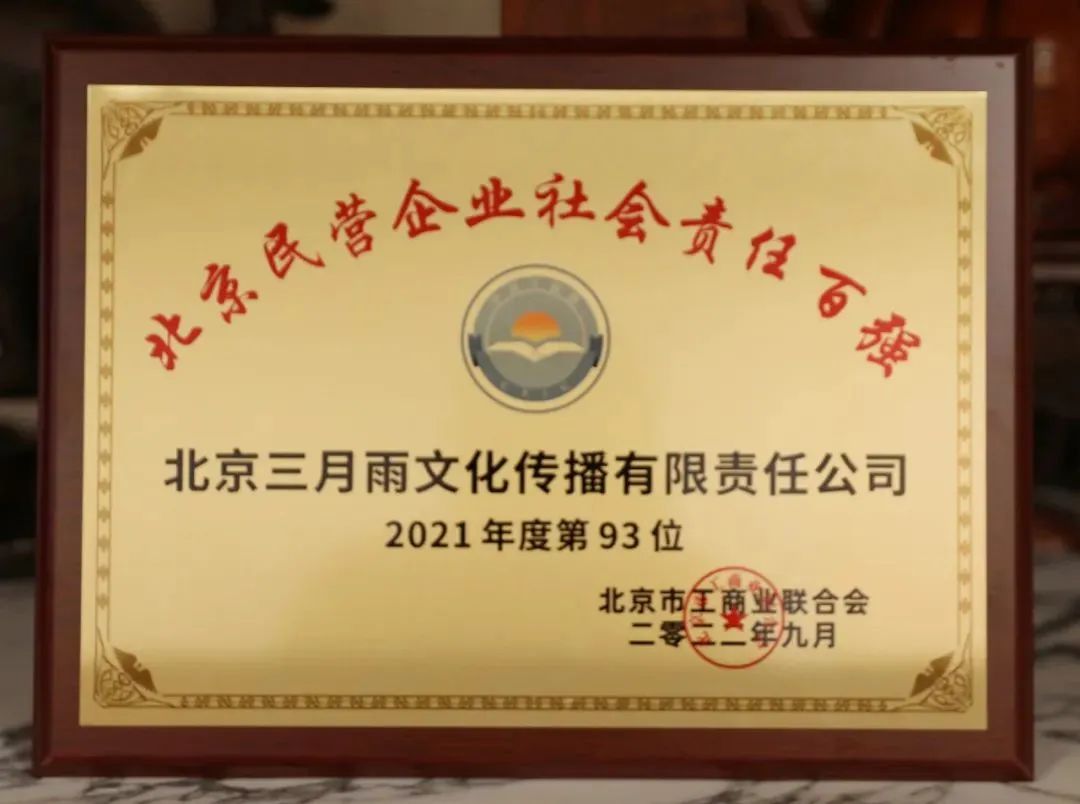 北京民营企业社会责任百强
北京三月雨文化传播有限责任公司
2021年度第93位
北京市工商业联合会
二零二二年九月